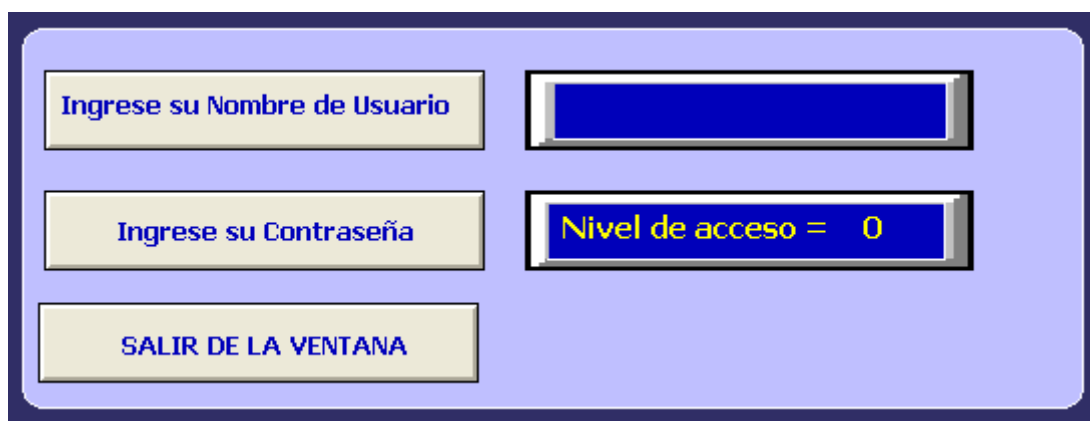 Ingrese su Nombre de Usuario
Ingrese su Contraseña
Nivel de acceso = 0
SALIR DE LA VENTANA